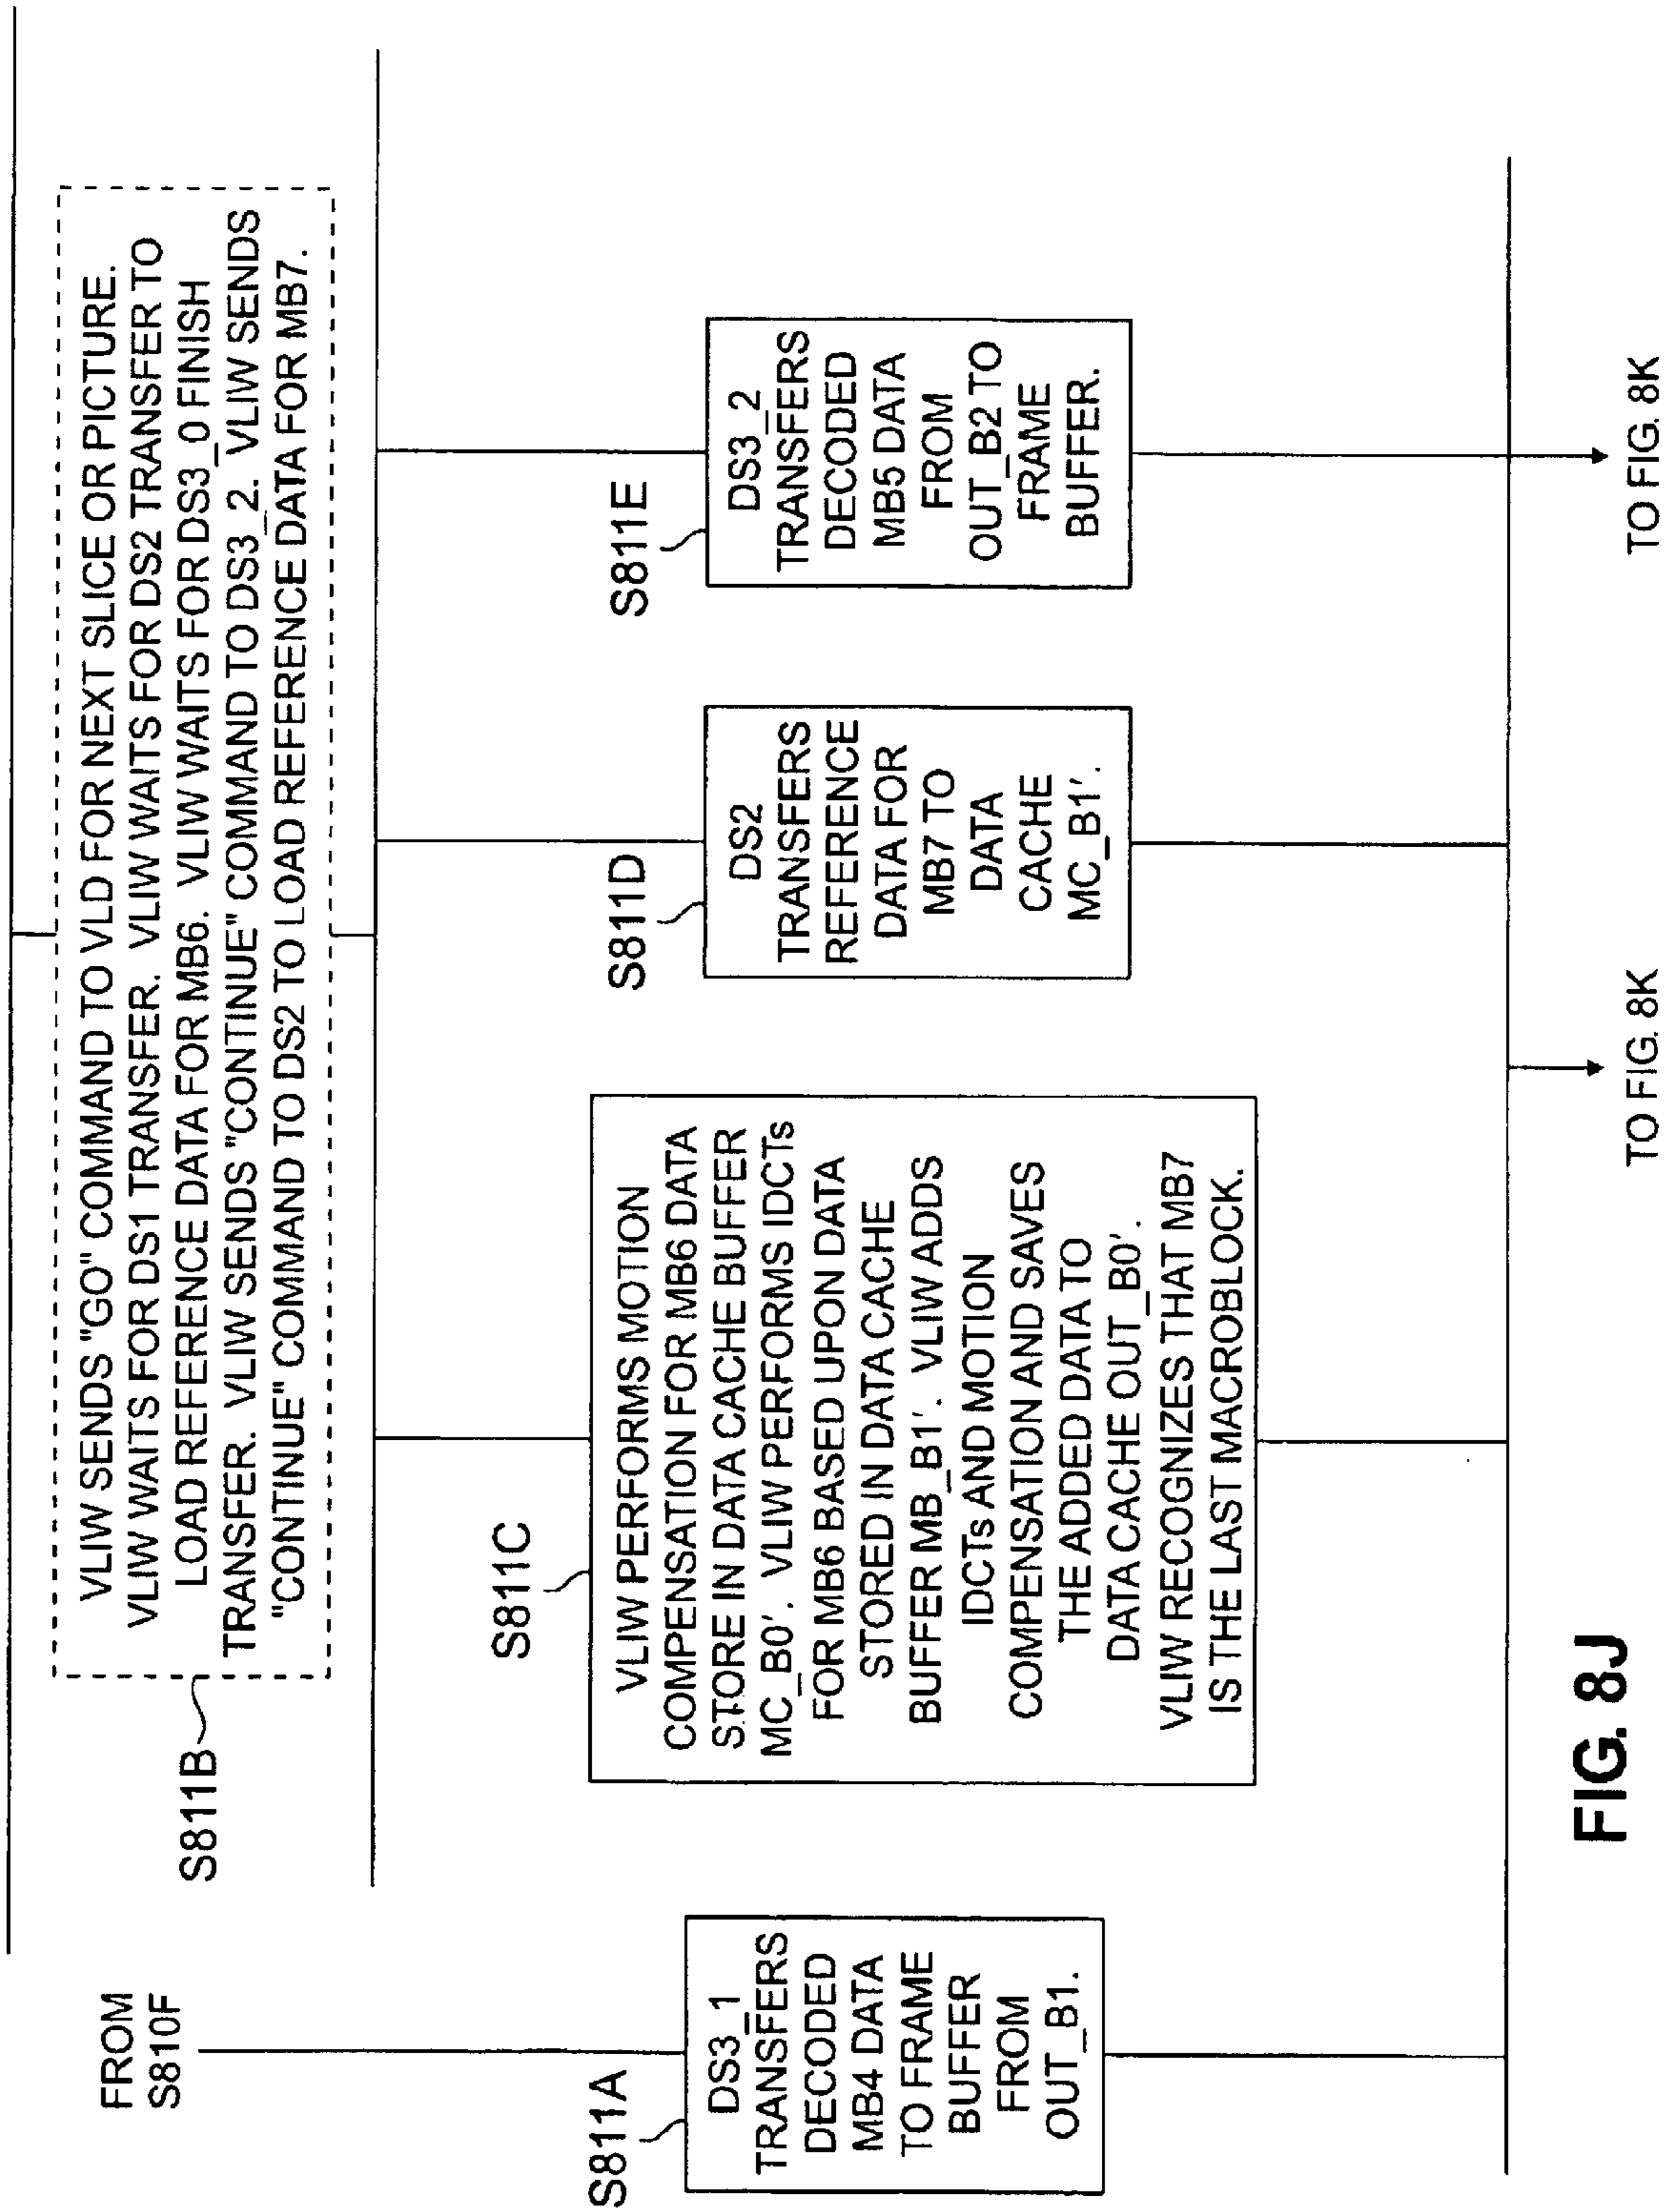 VLIW SENDS "GO" COMMAND TO VLD FOR NEXT SLICE OR PICTURE.
VLIW WAITS FOR DS1 TRANSFER. VLIW WAITS FOR DS2 TRANSFER TO
LOAD REFERENCE DATA FOR MB6. VLIW WAITS FOR DS3_0 FINISH
TRANSFER. VLIW SENDS "CONTINUE" COMMAND TO DS3_2. VLIW SENDS
"CONTINUE" COMMAND TO DS2 TO LOAD REFERENCE DATA FOR MB7.
S811B
FROM
S810F
S811A
DS3_1
TRANSFERS
DECODED
MB4 DATA
TO FRAME
BUFFER
FROM
OUT_B1.
S811C
VLIW PERFORMS MOTION
COMPENSATION FOR MB6 DATA
STORE IN DATA CACHE BUFFER
MC_B0′. VLIW PERFORMS IDCTs
FOR MB6 BASED UPON DATA
STORED IN DATA CACHE
BUFFER MB_B1′. VLIW ADDS
IDCTs AND MOTION
COMPENSATION AND SAVES
THE ADDED DATA TO
DATA CACHE OUT_B0′.
VLIW RECOGNIZES THAT MB7
IS THE LAST MACROBLOCK.
S811D
DS2
TRANSFERS
REFERENCE
DATA FOR
MB7 TO
DATA
CACHE
MC_B1′.
S811E
DS3_2
TRANSFERS
DECODED
MB5 DATA
FROM
OUT_B2 TO
FRAME
BUFFER.
TO FIG. 8K
TO FIG. 8K
FIG. 8J